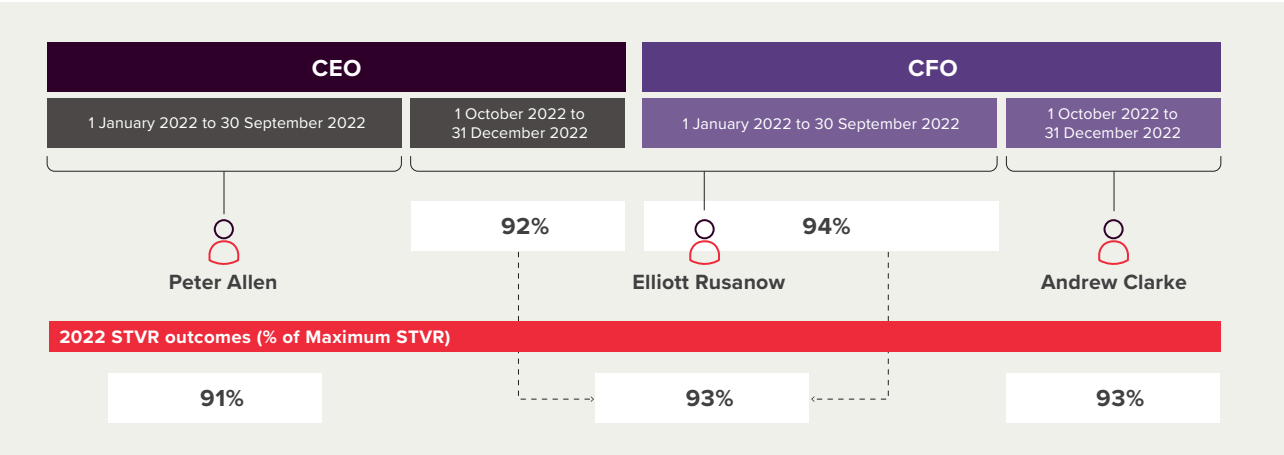 CEO
CFO
1 January 2022 to 30 September 2022
1 October 2022 to
31 December 2022
1 January 2022 to 30 September 2022
1 October 2022 to
31 December 2022
92%
94%
Peter Allen
Elliott Rusanow
Andrew Clarke
2022 STVR outcomes (% of Maximum STVR)
91%
93%
93%